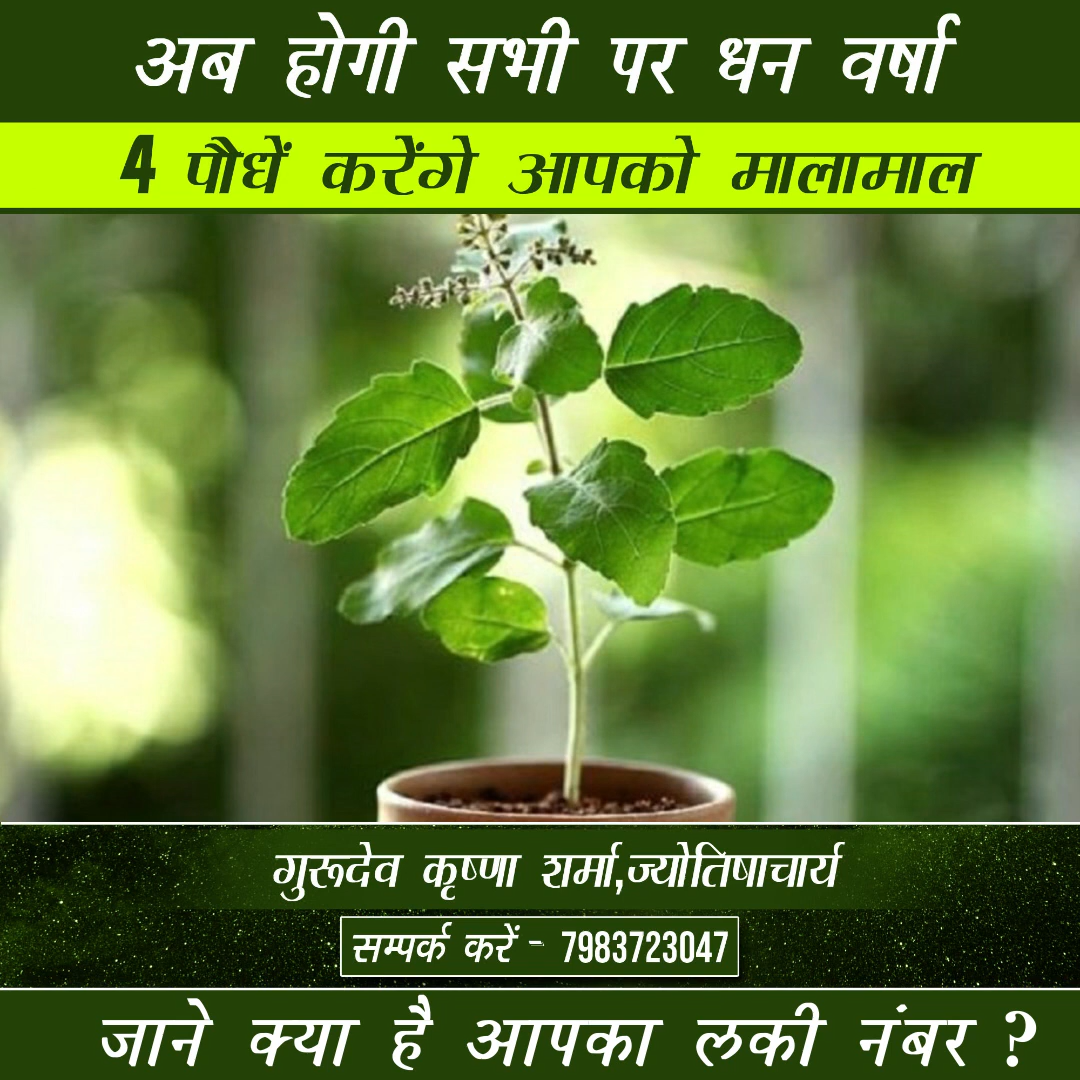 अब होगी सभी पर धन वर्षा
4 पौधें करेंगे आपको मालामाल
गुरूदेव कृष्णा शर्मा,ज्योतिषाचार्य
सम्पर्क करें - 7983723047
जाने क्या है आपका लकी नंबर ?